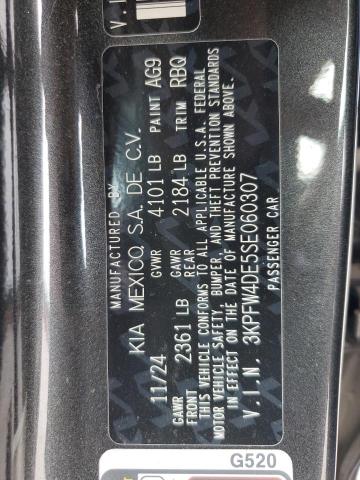 MANUFACTURED BY
KIA MEXICO, S.A. DE C.V.
11/24 GVWR 4101 LB PAINT AG9
GAWR FRONT 2361 LB GAWR REAR 2184 LB TRIM RBQ
THIS VEHICLE CONFORMS TO ALL APPLICABLE U.S.A. FEDERAL
MOTOR VEHICLE SAFETY, BUMPER, AND THEFT PREVENTION STANDARDS
IN EFFECT ON THE DATE OF MANUFACTURE SHOWN ABOVE.
V.I.N. 3KPFW4DE5SE060307
PASSENGER CAR
G520